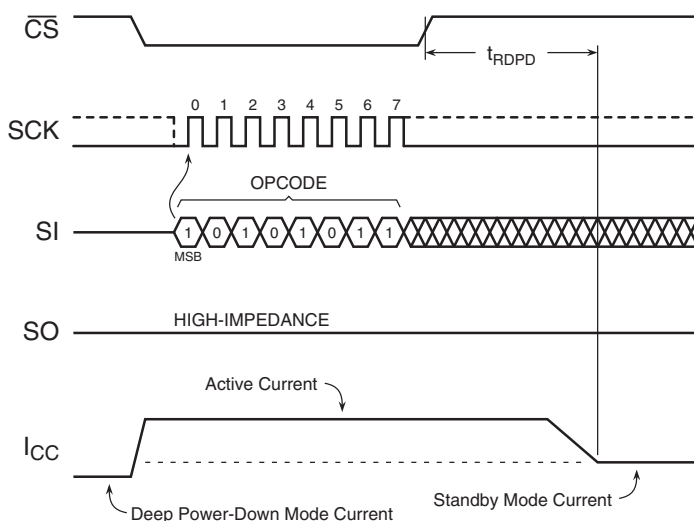 CS
tRDPD
SCK
0 1 2 3 4 5 6 7
OPCODE
SI
1 0 1 0 1 0 1 1
MSB
SO
HIGH-IMPEDANCE
Active Current
ICC
Standby Mode Current
Deep Power-Down Mode Current